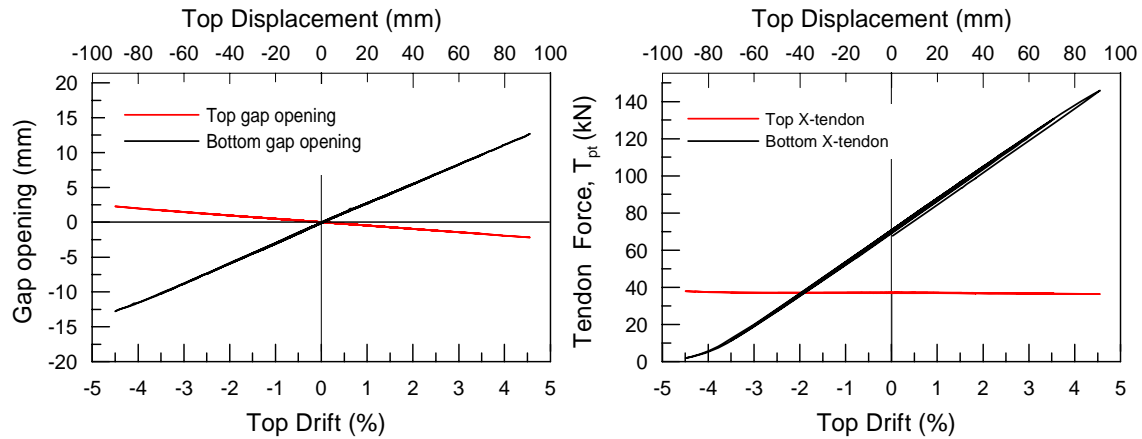 Top Displacement (mm)
-100 -80 -60 -40 -20 0 20 40 60 80 100
20
15
10
5
0
-5
-10
-15
-20
Gap opening (mm)
Top gap opening
Bottom gap opening
-5 -4 -3 -2 -1 0 1 2 3 4 5
Top Drift (%)
Top Displacement (mm)
-100 -80 -60 -40 -20 0 20 40 60 80 100
140
120
100
80
60
40
20
0
Tendon Force, Tpt (kN)
Top X-tendon
Bottom X-tendon
-5 -4 -3 -2 -1 0 1 2 3 4 5
Top Drift (%)